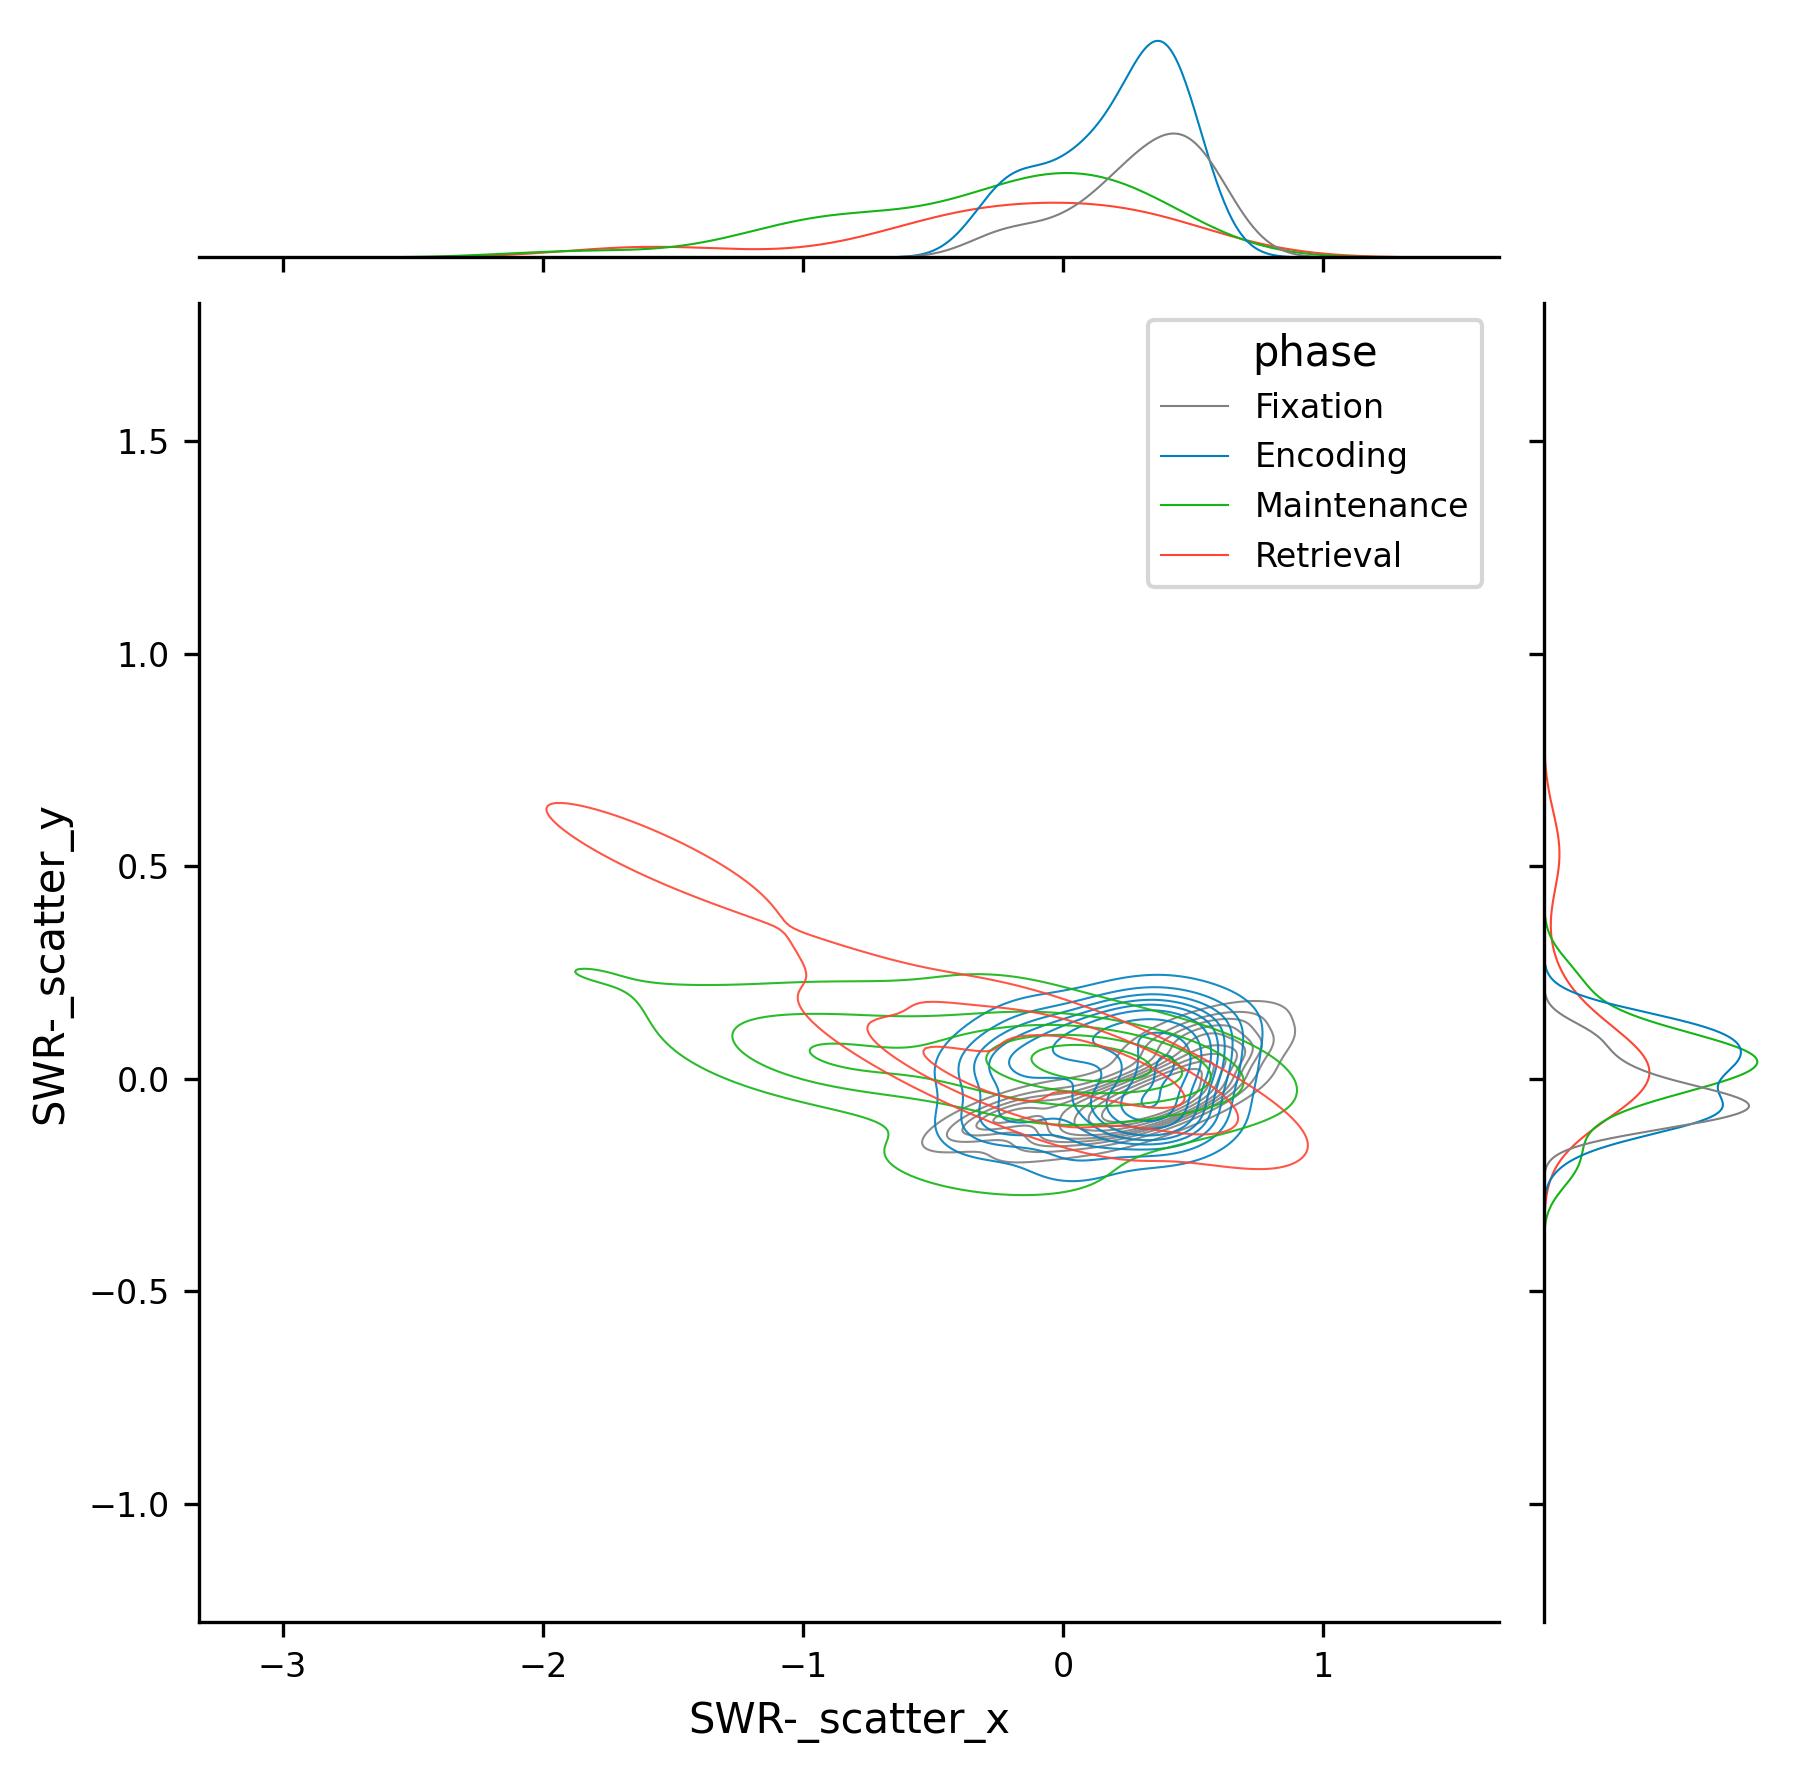 phase
Fixation
Encoding
Maintenance
Retrieval
1.5
1.0
0.5
0.0
−0.5
−1.0
SWR-_scatter_y
−3 −2 −1 0 1
SWR-_scatter_x